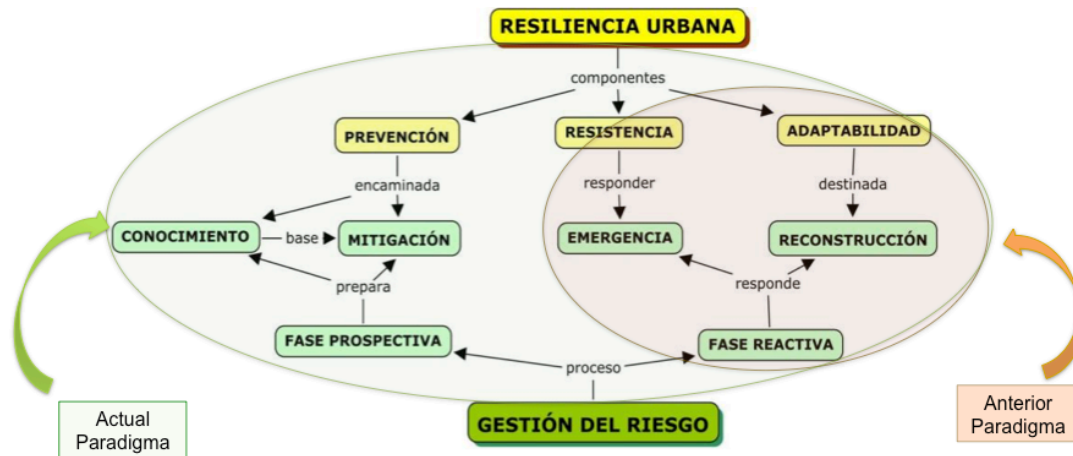 RESILIENCIA URBANA
componentes
PREVENCIÓN
RESISTENCIA
ADAPTABILIDAD
encaminada
responder
destinada
CONOCIMIENTO
base
MITIGACIÓN
EMERGENCIA
RECONSTRUCCIÓN
prepara
responde
FASE PROSPECTIVA
FASE REACTIVA
proceso
GESTIÓN DEL RIESGO
Actual
Paradigma
Anterior
Paradigma